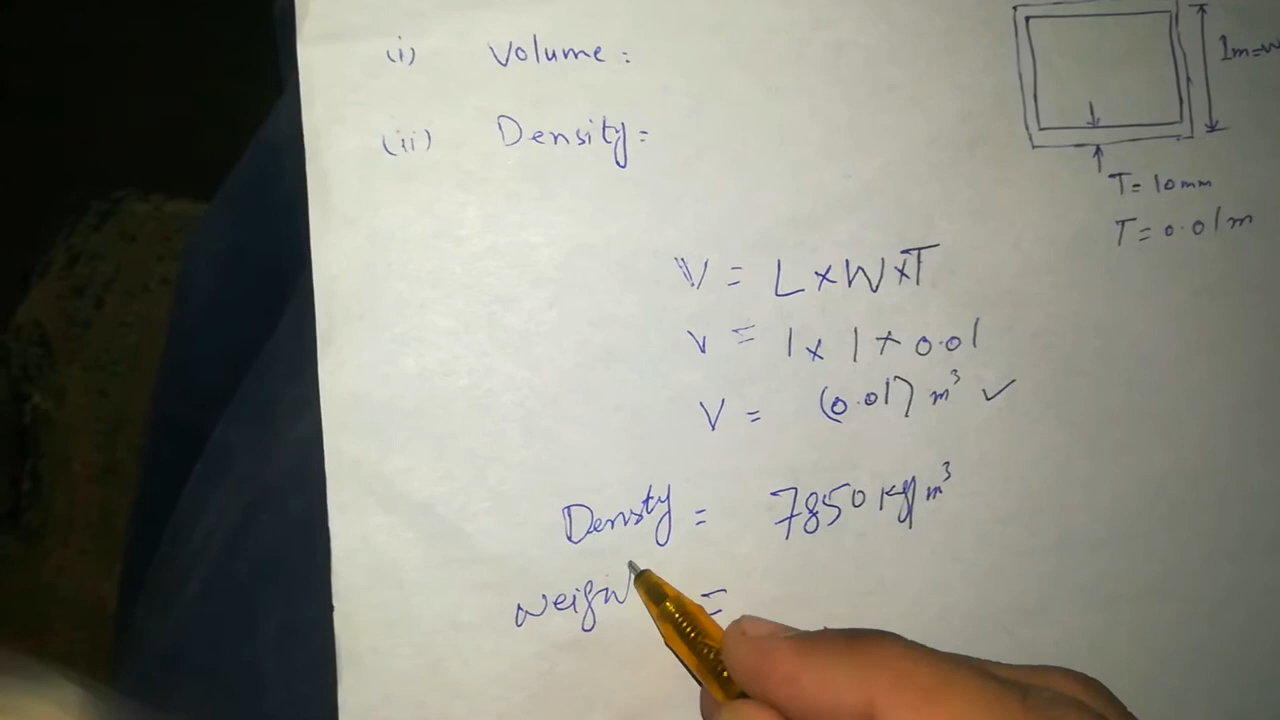 (i) Volume :
(ii) Density =
1m=W
T= 10mm
T= 0.01m
V = L×W×T
V = 1×1×0.01
V = (0.01) m³ ✓
Density = 7850 kg/m³
weight =